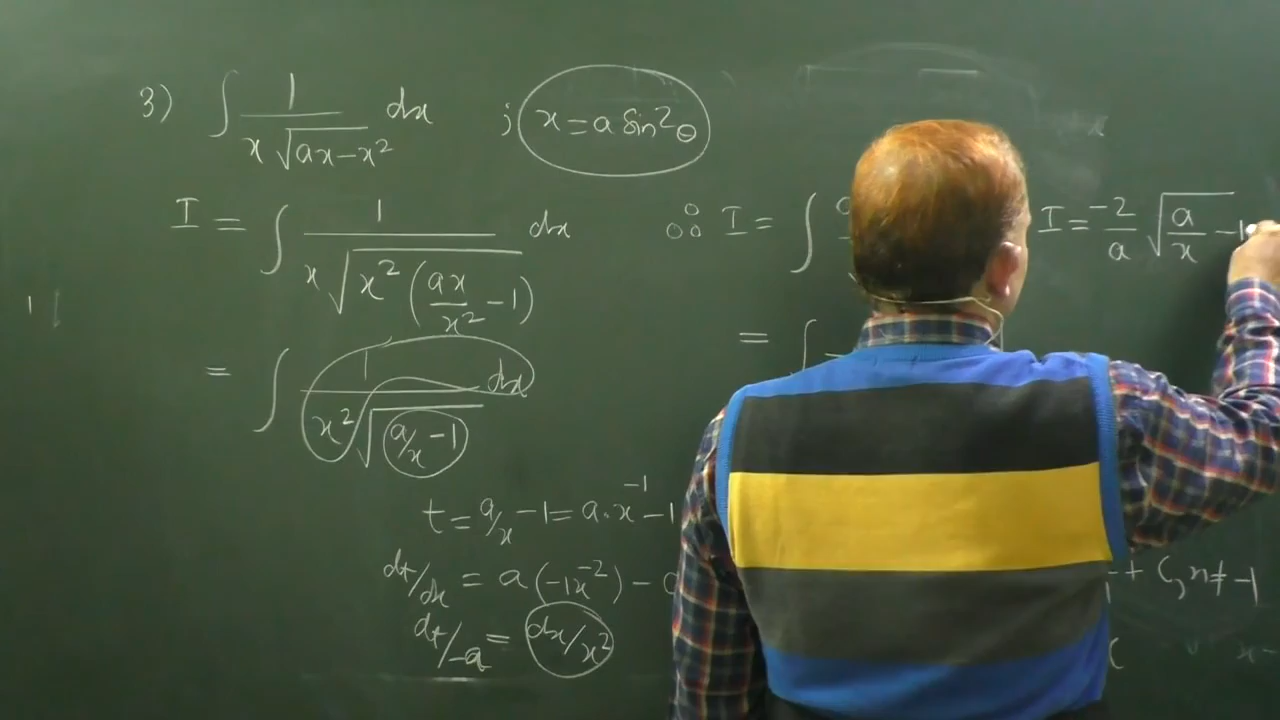 3) ∫ 1/(x √(ax−x²)) dx ; x = a sin²θ
I = ∫ 1/(x √(x² (ax/x² − 1))) dx
= ∫ 1/(x² √(a/x − 1)) dx
t = a/x − 1 = a·x⁻¹ − 1
dt/dx = a(−1x⁻²) − 0
dt/−a = dx/x²
∴ I = ∫
= ∫
I = −2/a √(a/x − 1
n ≠ −1